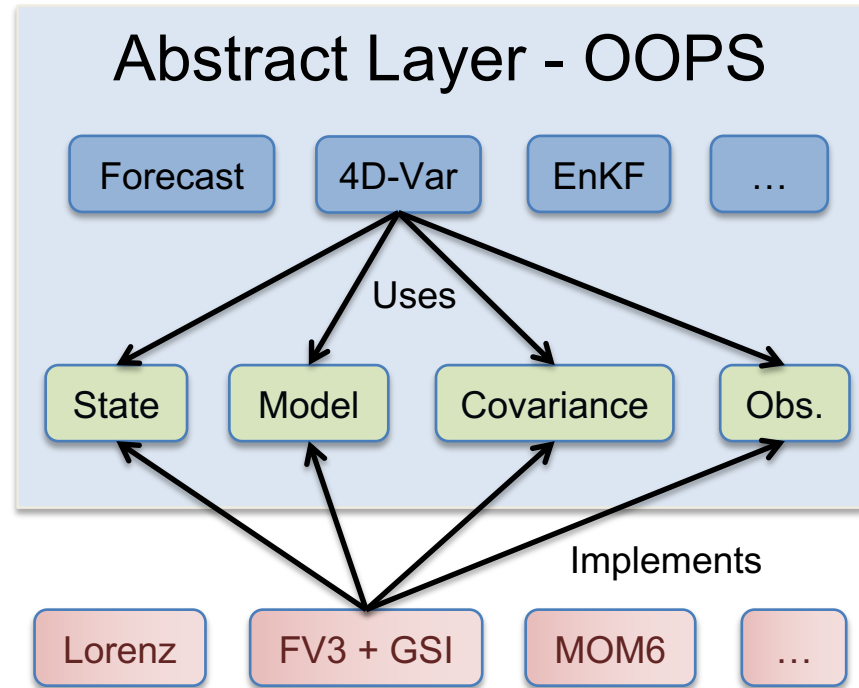 Abstract Layer - OOPS
Forecast
4D-Var
EnKF
…
Uses
State
Model
Covariance
Obs.
Implements
Lorenz
FV3 + GSI
MOM6
…